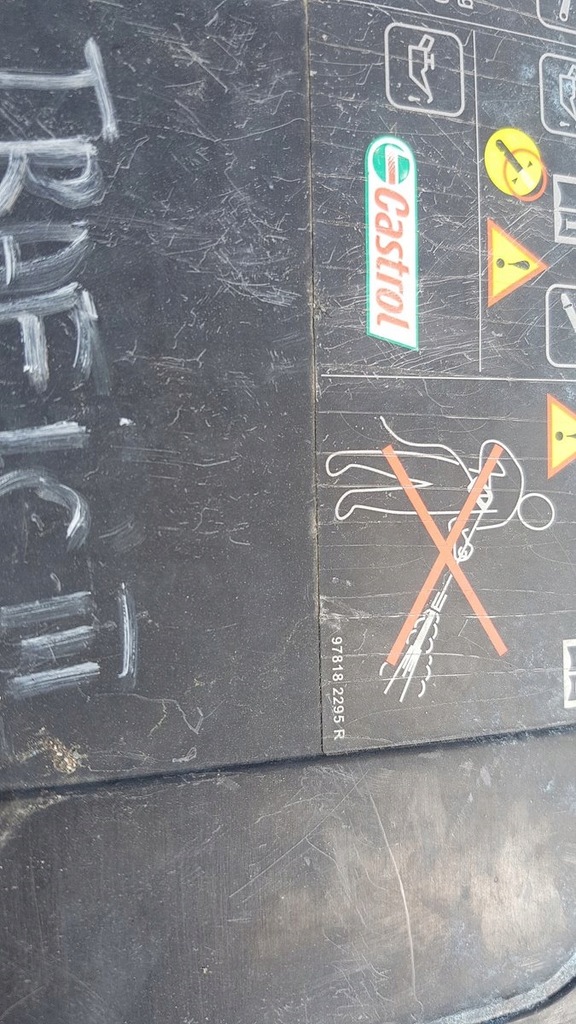 Castrol
97818 2295 R
TRAFIC III